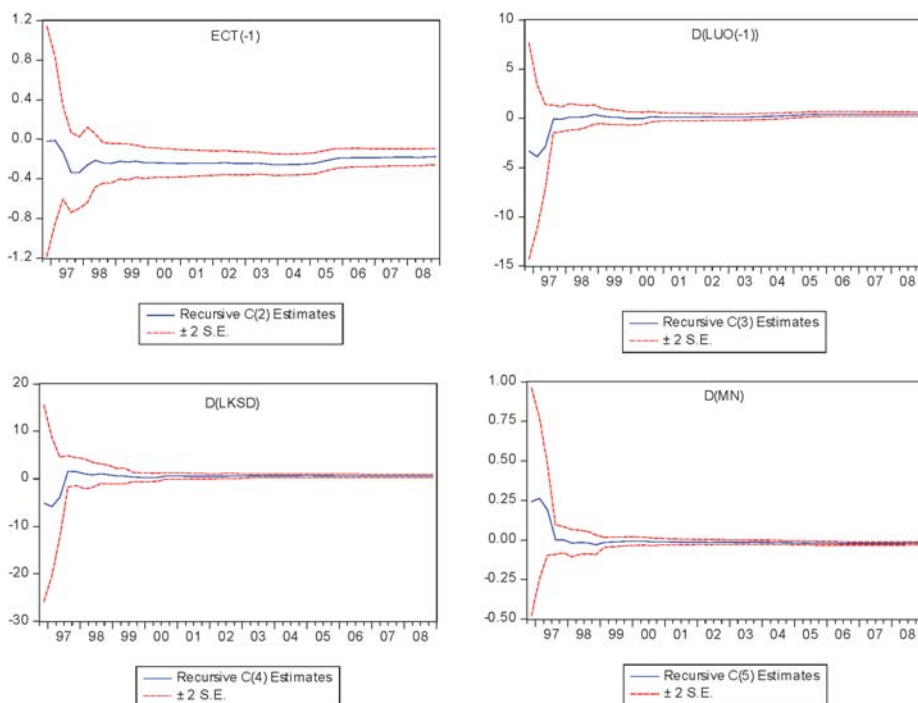 ECT(-1)
1.2
0.8
0.4
0.0
-0.4
-0.8
-1.2
97 98 99 00 01 02 03 04 05 06 07 08
Recursive C(2) Estimates
± 2 S.E.
D(LUO(-1))
10
5
0
-5
-10
-15
97 98 99 00 01 02 03 04 05 06 07 08
Recursive C(3) Estimates
± 2 S.E.
D(LKSD)
20
10
0
-10
-20
-30
97 98 99 00 01 02 03 04 05 06 07 08
Recursive C(4) Estimates
± 2 S.E.
D(MN)
1.00
0.75
0.50
0.25
0.00
-0.25
-0.50
97 98 99 00 01 02 03 04 05 06 07 08
Recursive C(5) Estimates
± 2 S.E.